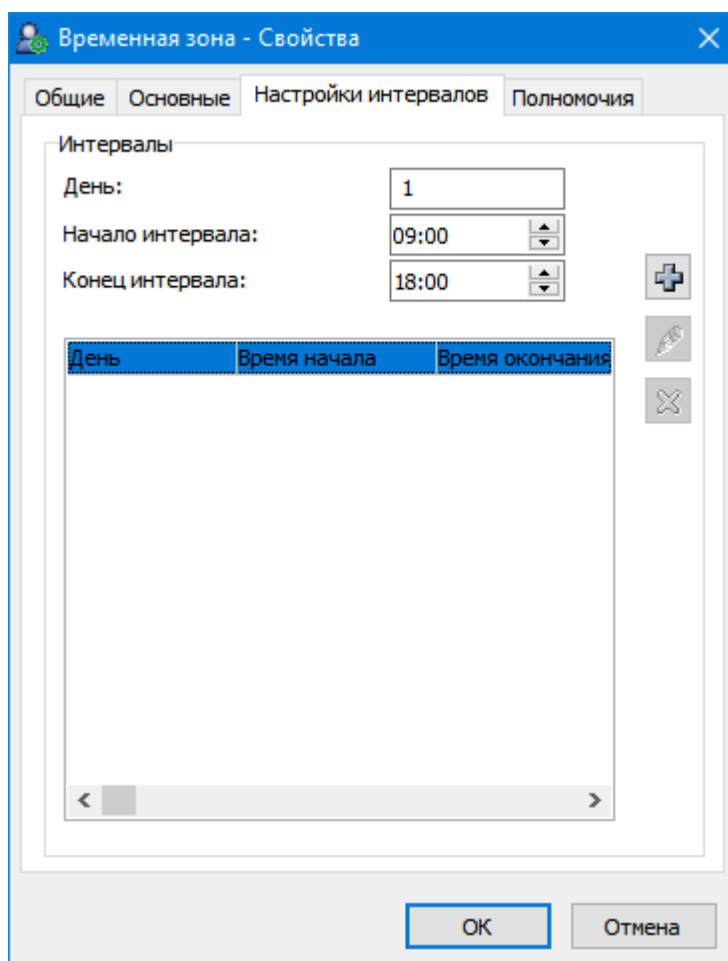 Временная зона - Свойства
Общие Основные Настройки интервалов Полномочия
Интервалы
День: 1
Начало интервала: 09:00
Конец интервала: 18:00
День Время начала Время окончания
OK Отмена